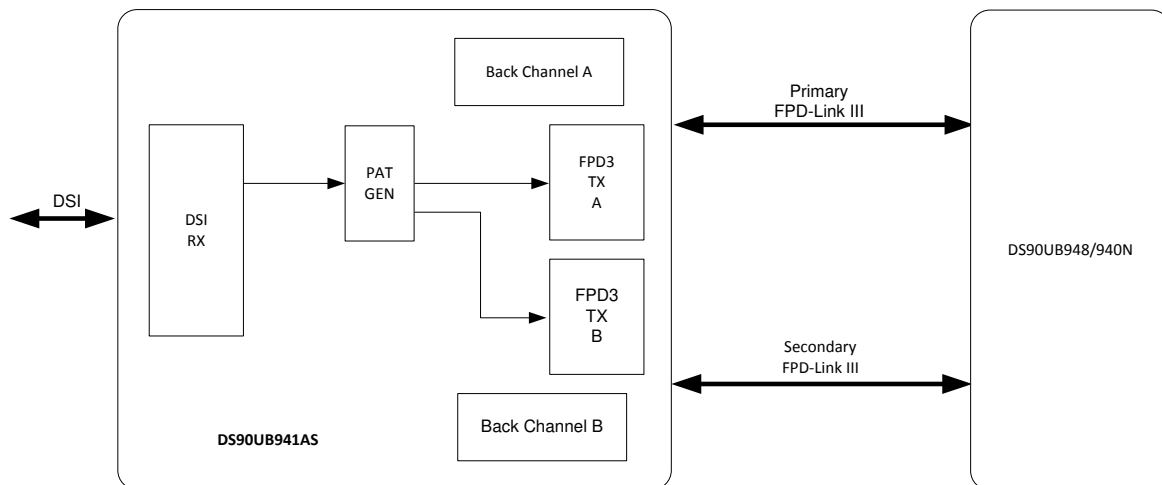 DSI
DSI
RX
PAT
GEN
Back Channel A
FPD3
TX
A
FPD3
TX
B
Back Channel B
DS90UB941AS
Primary
FPD-Link III
Secondary
FPD-Link III
DS90UB948/940N